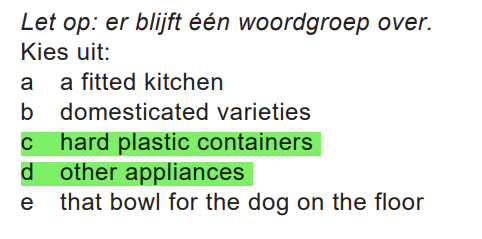 Let op: er blijft één woordgroep over.
Kies uit:
a a fitted kitchen
b domesticated varieties
c hard plastic containers
d other appliances
e that bowl for the dog on the floor